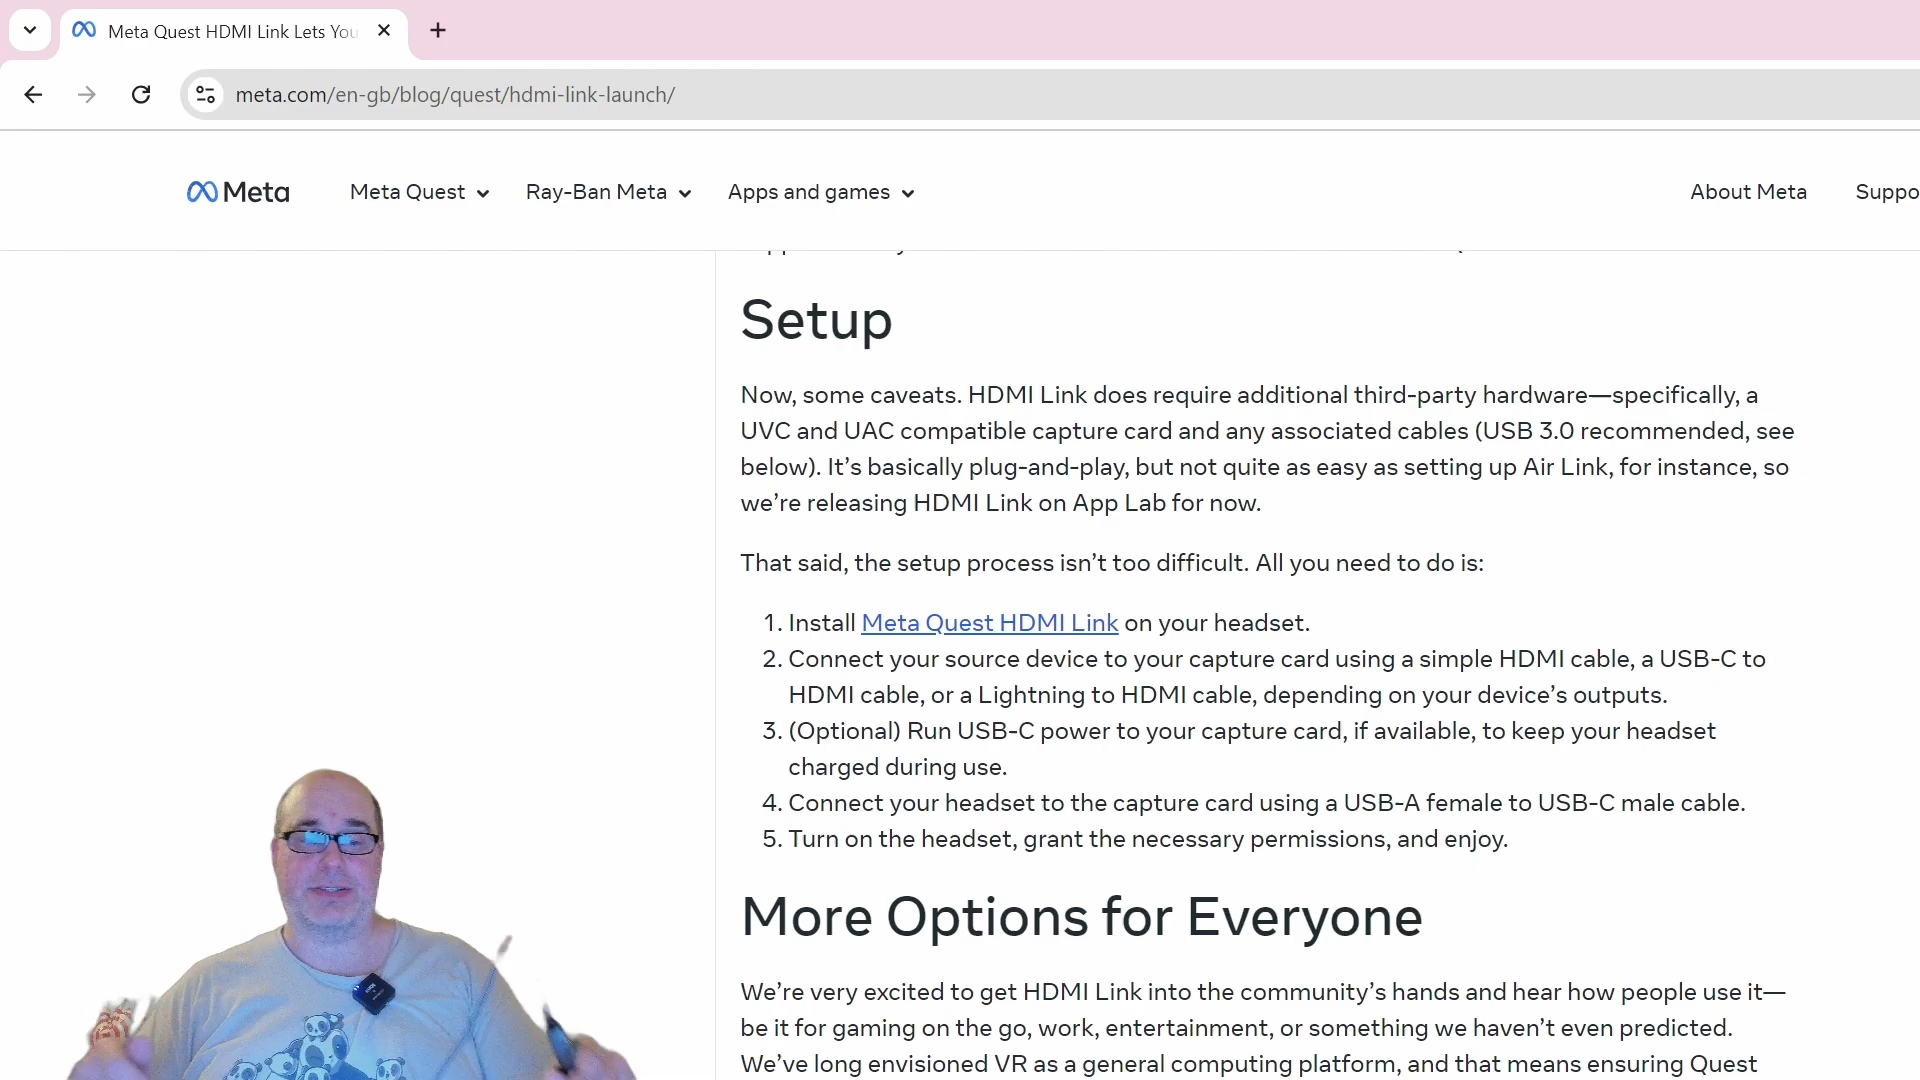 Meta Quest HDMI Link Lets You
meta.com/en-gb/blog/quest/hdmi-link-launch/
Meta
Meta Quest
Ray-Ban Meta
Apps and games
About Meta
Suppo
Setup
Now, some caveats. HDMI Link does require additional third-party hardware—specifically, a
UVC and UAC compatible capture card and any associated cables (USB 3.0 recommended, see
below). It’s basically plug-and-play, but not quite as easy as setting up Air Link, for instance, so
we’re releasing HDMI Link on App Lab for now.
That said, the setup process isn’t too difficult. All you need to do is:
1. Install Meta Quest HDMI Link on your headset.
2. Connect your source device to your capture card using a simple HDMI cable, a USB-C to
HDMI cable, or a Lightning to HDMI cable, depending on your device’s outputs.
3. (Optional) Run USB-C power to your capture card, if available, to keep your headset
charged during use.
4. Connect your headset to the capture card using a USB-A female to USB-C male cable.
5. Turn on the headset, grant the necessary permissions, and enjoy.
More Options for Everyone
We’re very excited to get HDMI Link into the community’s hands and hear how people use it—
be it for gaming on the go, work, entertainment, or something we haven’t even predicted.
We’ve long envisioned VR as a general computing platform, and that means ensuring Quest